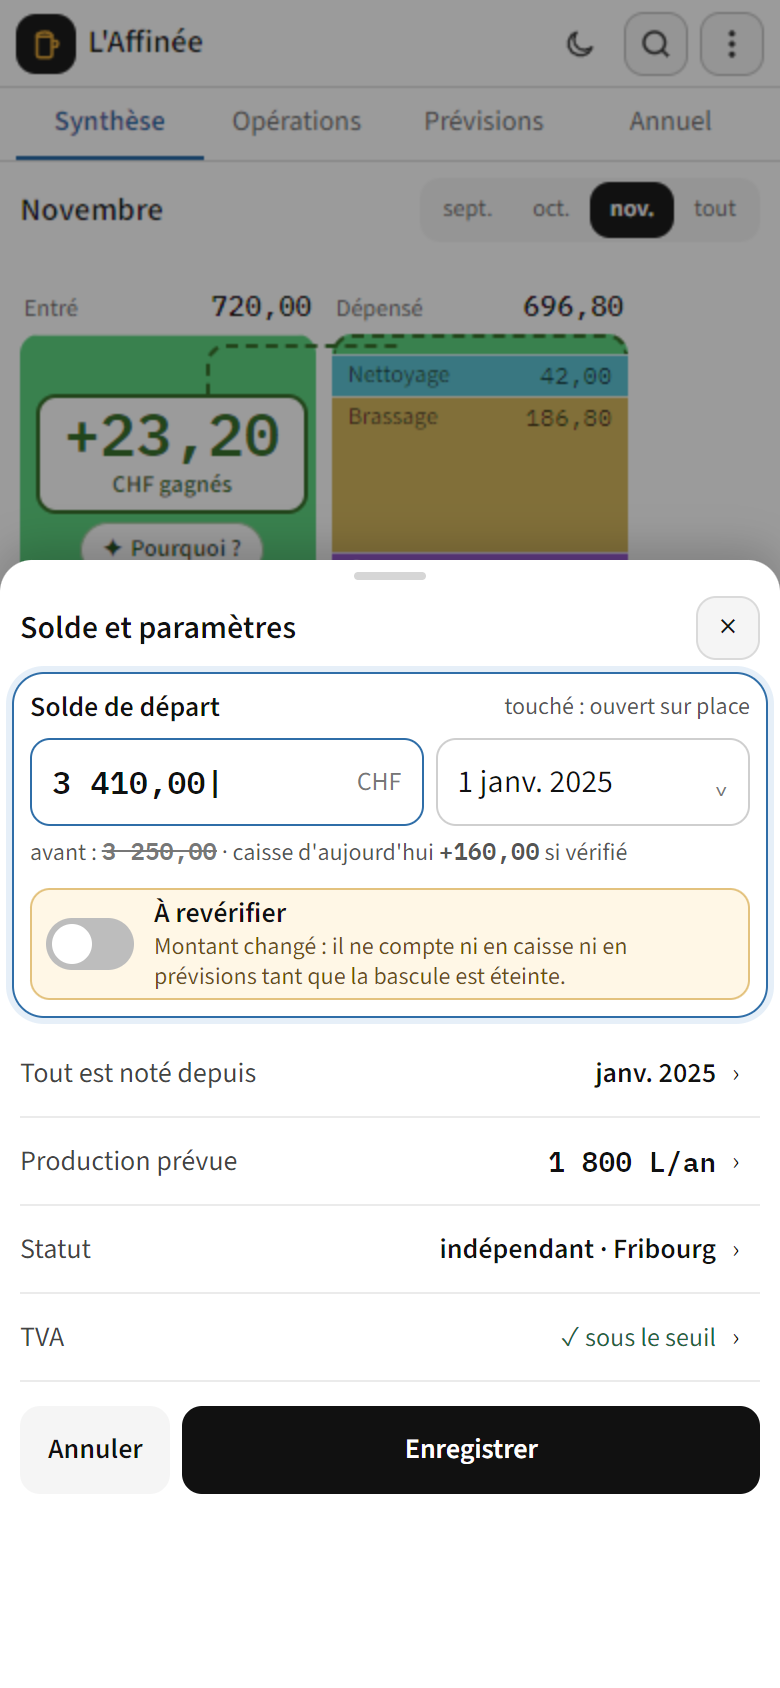 L'Affinée
Synthèse Opérations Prévisions Annuel
Novembre sept. oct. nov. tout
Entré 720,00 Dépensé 696,80
Nettoyage 42,00
Brassage 186,80
+23,20
CHF gagnés
✦ Pourquoi ?
Solde et paramètres ×
Solde de départ touché : ouvert sur place
3 410,00| CHF 1 janv. 2025
avant : 3 250,00 · caisse d'aujourd'hui +160,00 si vérifié
À revérifier
Montant changé : il ne compte ni en caisse ni en
prévisions tant que la bascule est éteinte.
Tout est noté depuis janv. 2025 ›
Production prévue 1 800 L/an ›
Statut indépendant · Fribourg ›
TVA ✓ sous le seuil ›
Annuler Enregistrer